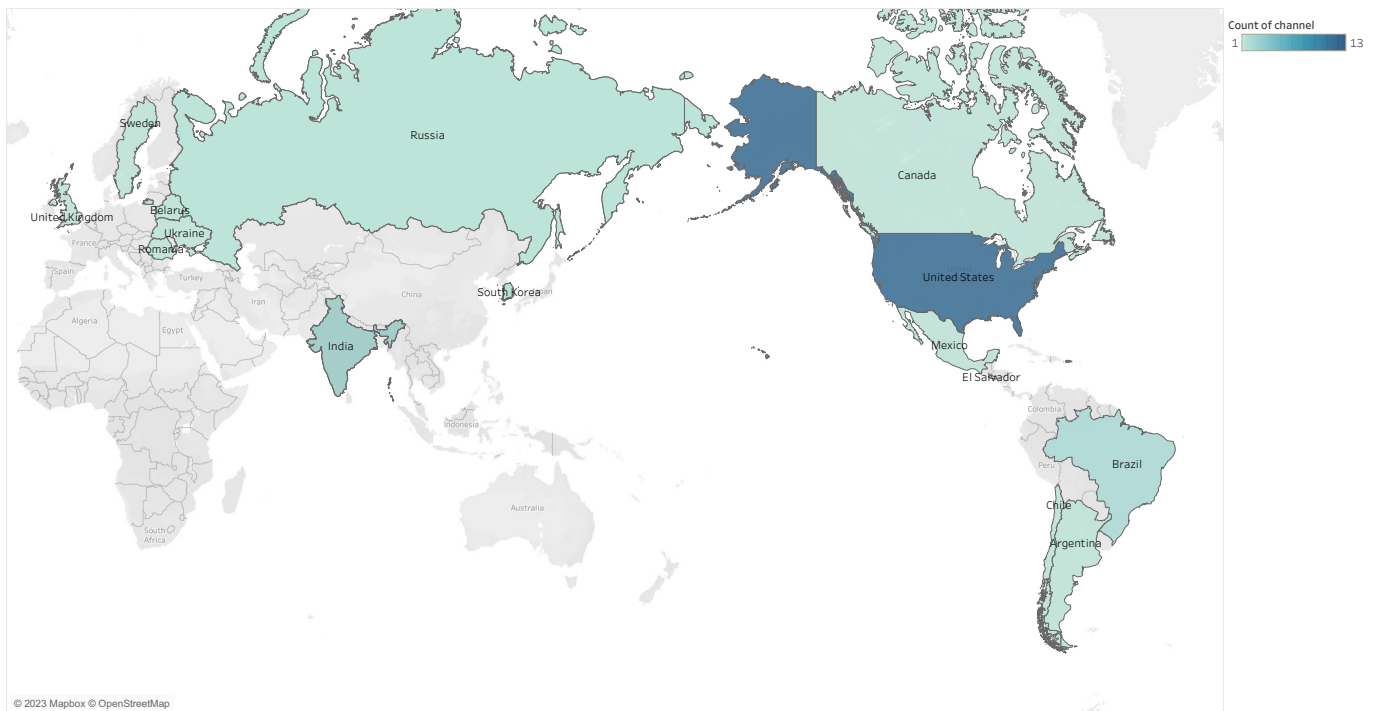 Count of channel
1 13
Sweden
Russia
Canada
United Kingdom
Belarus
Ukraine
France
Romania
Spain
Turkey
United States
Iran
China
South Korea
Japan
Algeria
Egypt
India
Mexico
El Salvador
Colombia
Indonesia
Peru
Brazil
Chile
Australia
South
Africa
Argentina
© 2023 Mapbox © OpenStreetMap